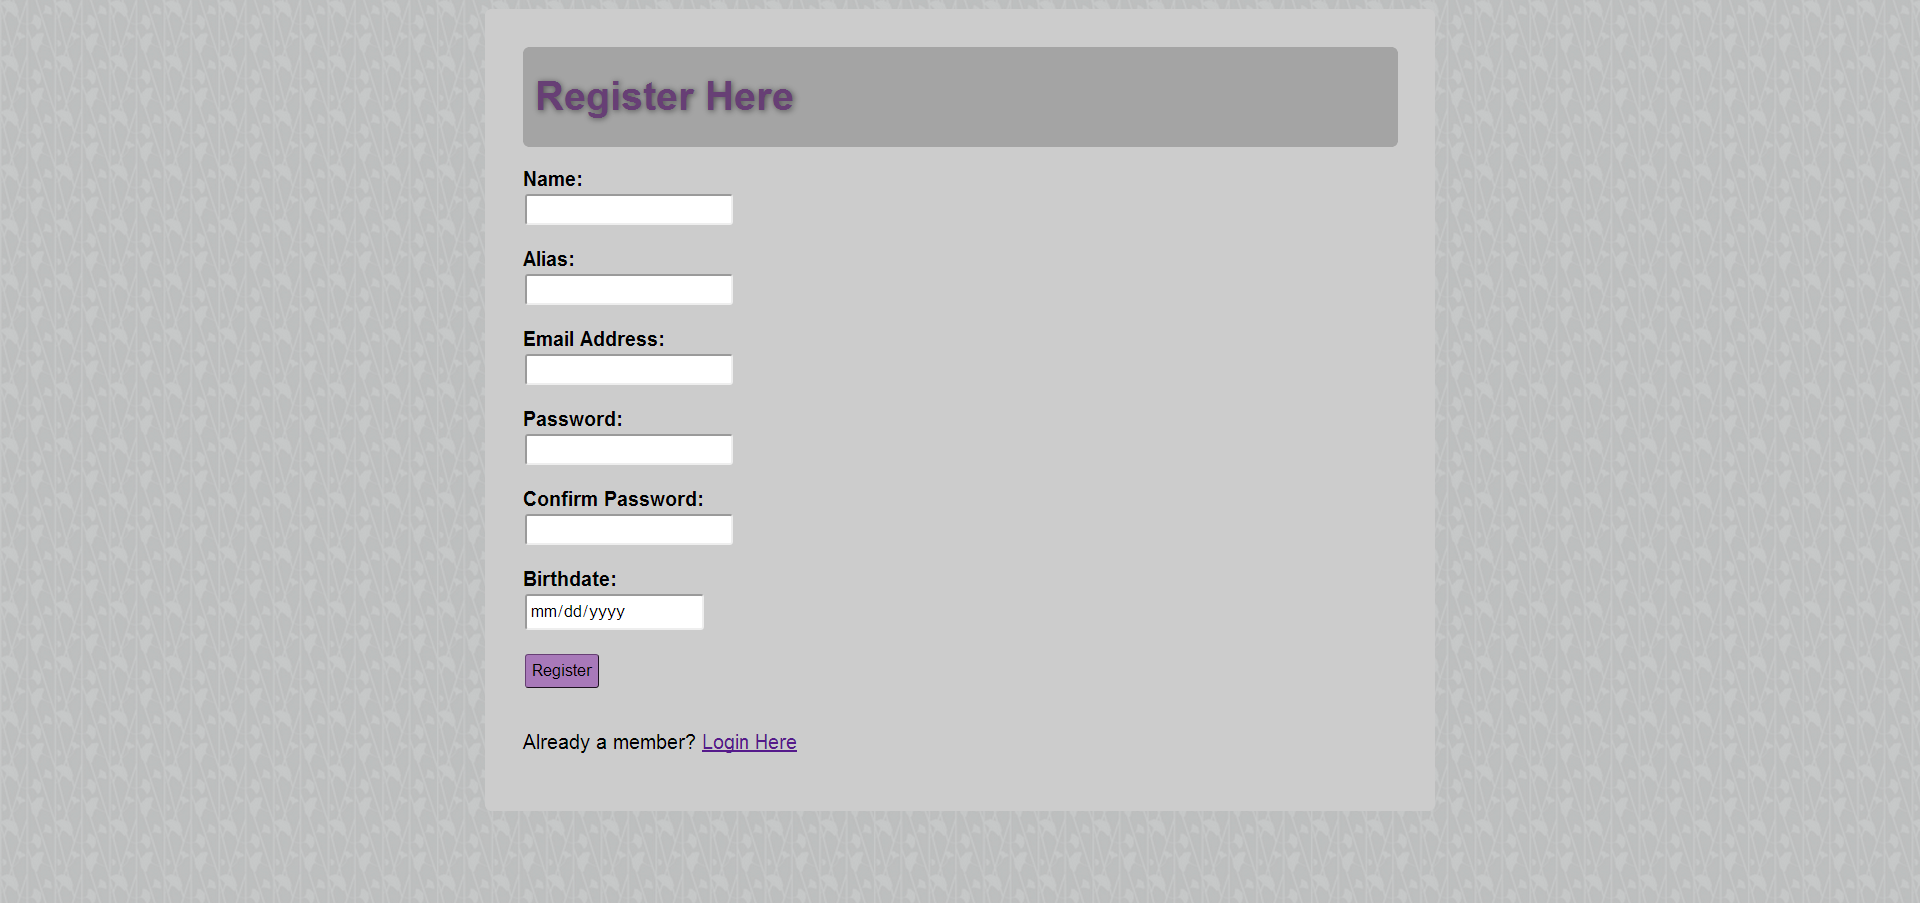 Register Here
Name:
Alias:
Email Address:
Password:
Confirm Password:
Birthdate:
mm/dd/yyyy
Register
Already a member? Login Here